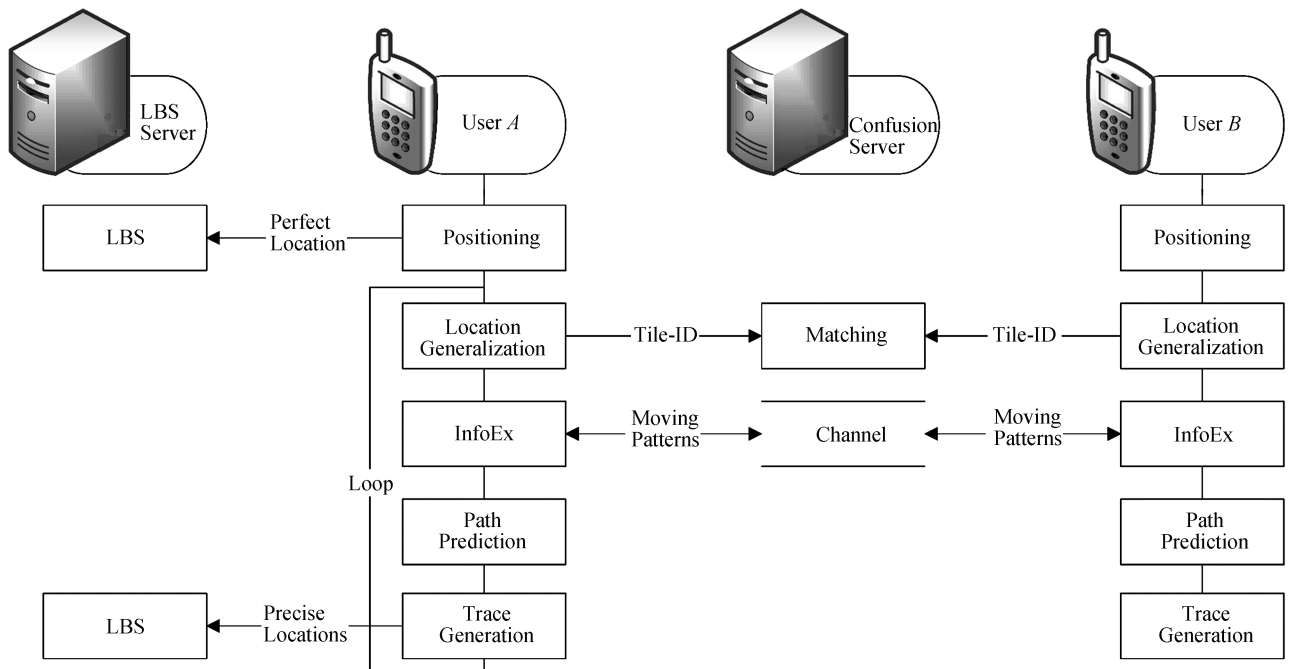 LBS
Server
User A
Confusion
Server
User B
LBS
Perfect
Location
Positioning
Positioning
Location
Generalization
Tile-ID
Matching
Tile-ID
Location
Generalization
InfoEx
Moving
Patterns
Channel
Moving
Patterns
InfoEx
Loop
Path
Prediction
Path
Prediction
LBS
Precise
Locations
Trace
Generation
Trace
Generation